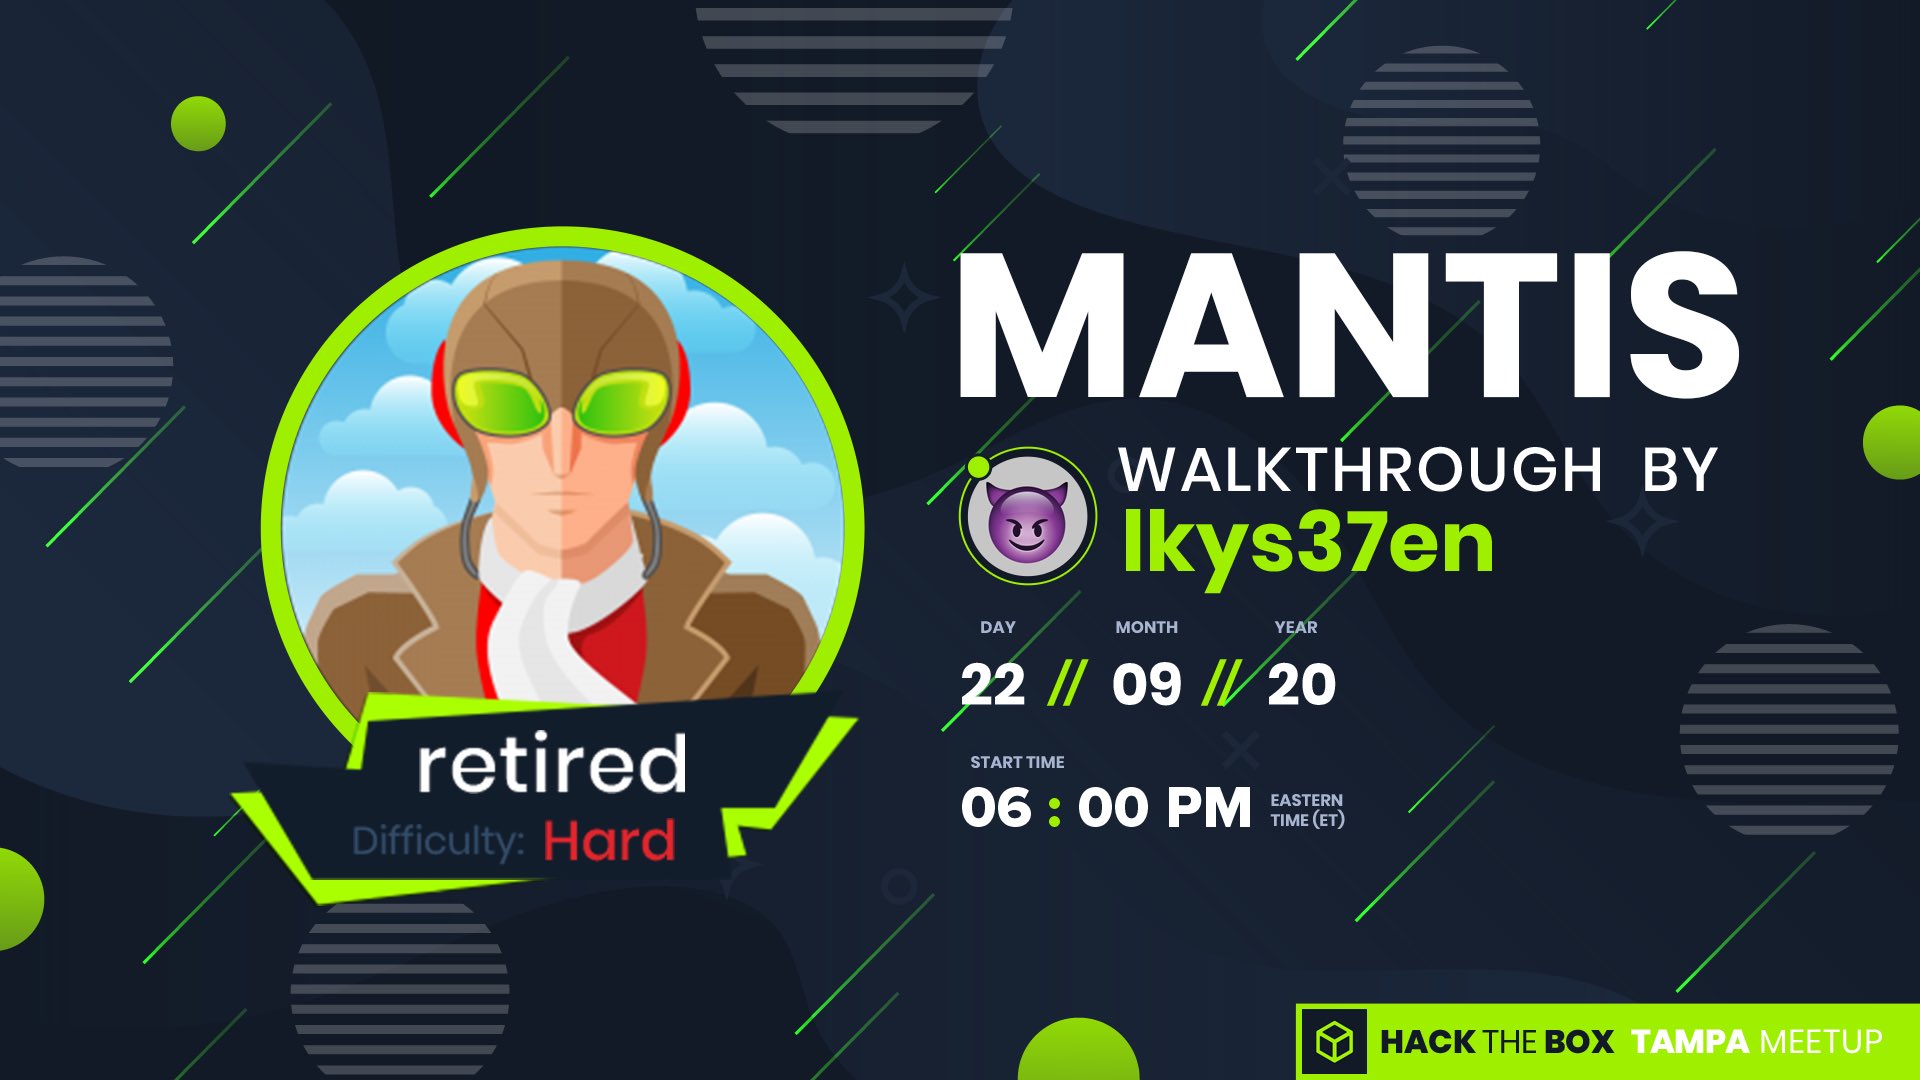 MANTIS
WALKTHROUGH BY
lkys37en
DAY MONTH YEAR
22 // 09 // 20
START TIME
06 : 00 PM EASTERN
TIME (ET)
retired
Difficulty: Hard
HACK THE BOX TAMPA MEETUP